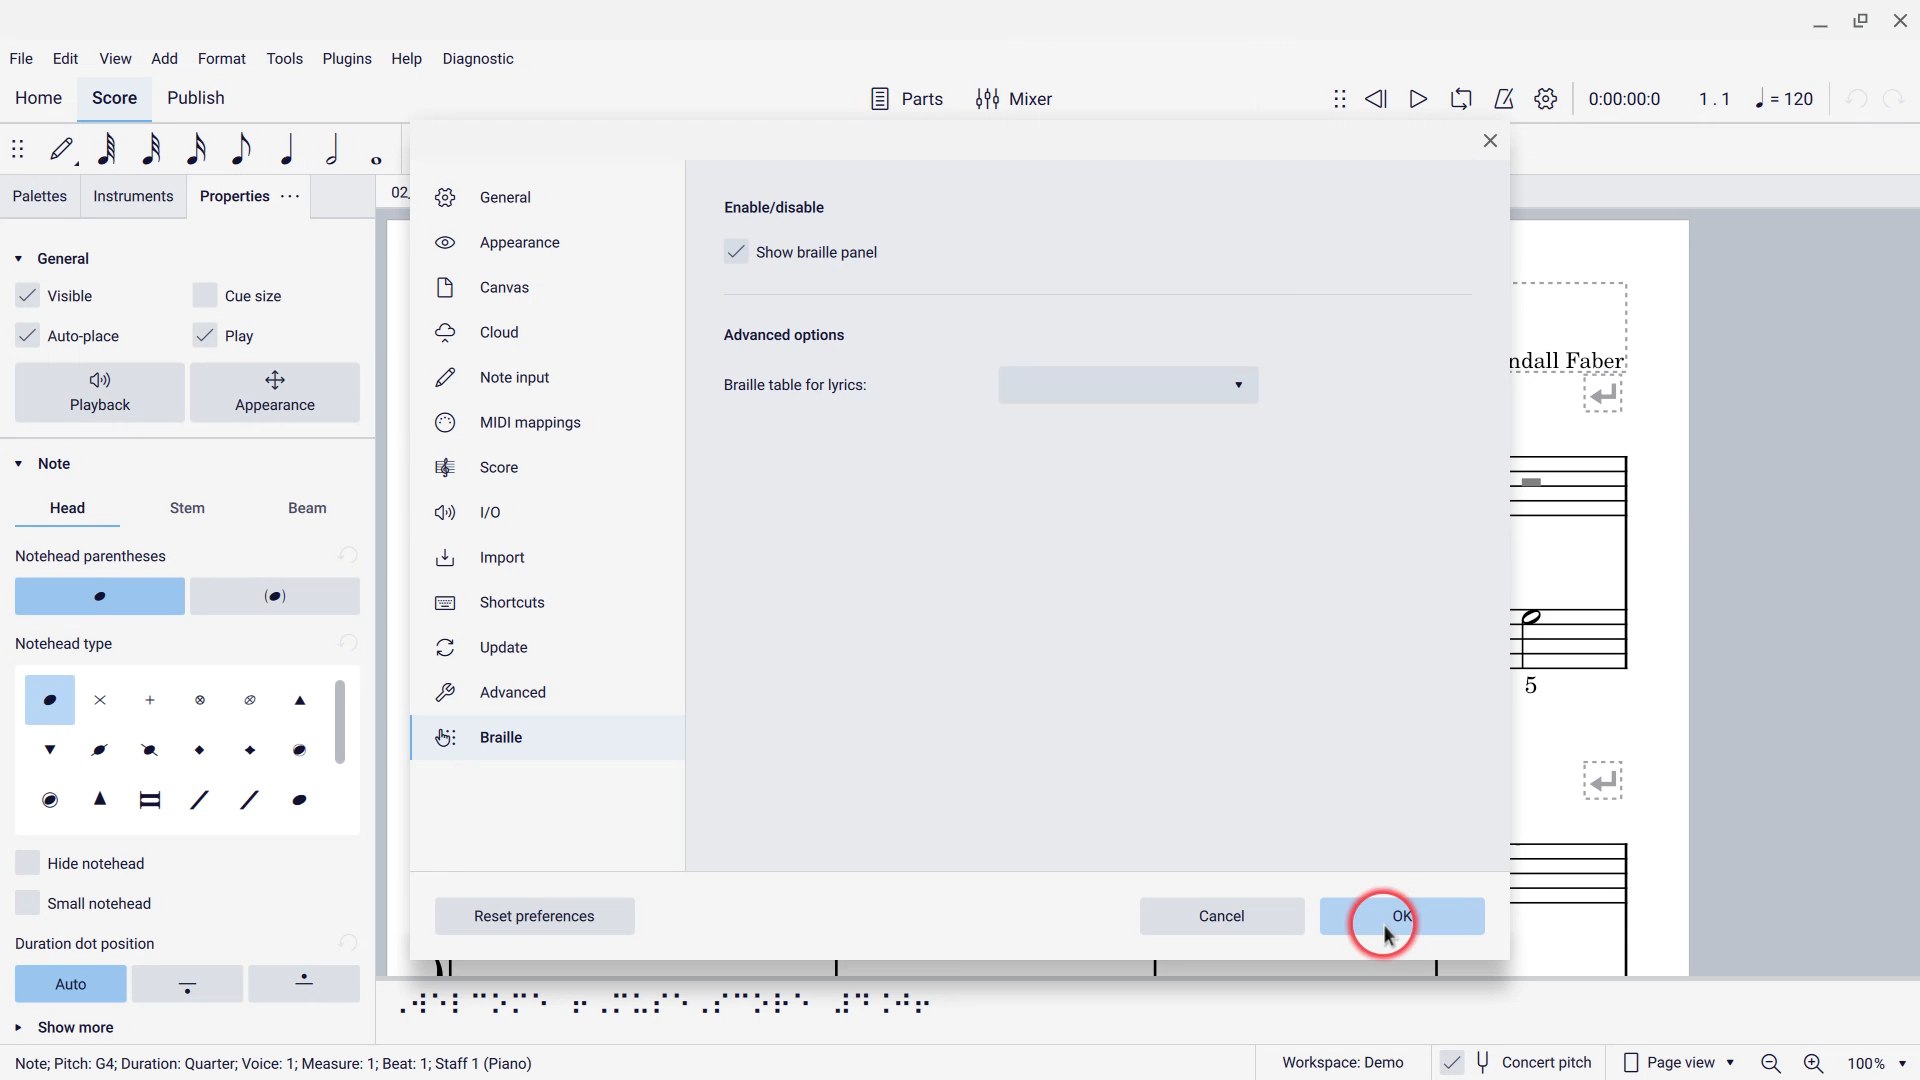 File Edit View Add Format Tools Plugins Help Diagnostic
Home Score Publish Parts Mixer 0:00:00:0 1 . 1 = 120
Palettes Instruments Properties ··· 02
General
Visible Cue size
Auto-place Play
Playback Appearance
Note
Head Stem Beam
Notehead parentheses
Notehead type
Hide notehead
Small notehead
Duration dot position
Auto
Show more
General
Appearance
Canvas
Cloud
Note input
MIDI mappings
Score
I/O
Import
Shortcuts
Update
Advanced
Braille
Enable/disable
Show braille panel
Advanced options
Braille table for lyrics:
Reset preferences Cancel OK
ndall Faber
5
Note; Pitch: G4; Duration: Quarter; Voice: 1; Measure: 1; Beat: 1; Staff 1 (Piano) Workspace: Demo Concert pitch Page view 100%